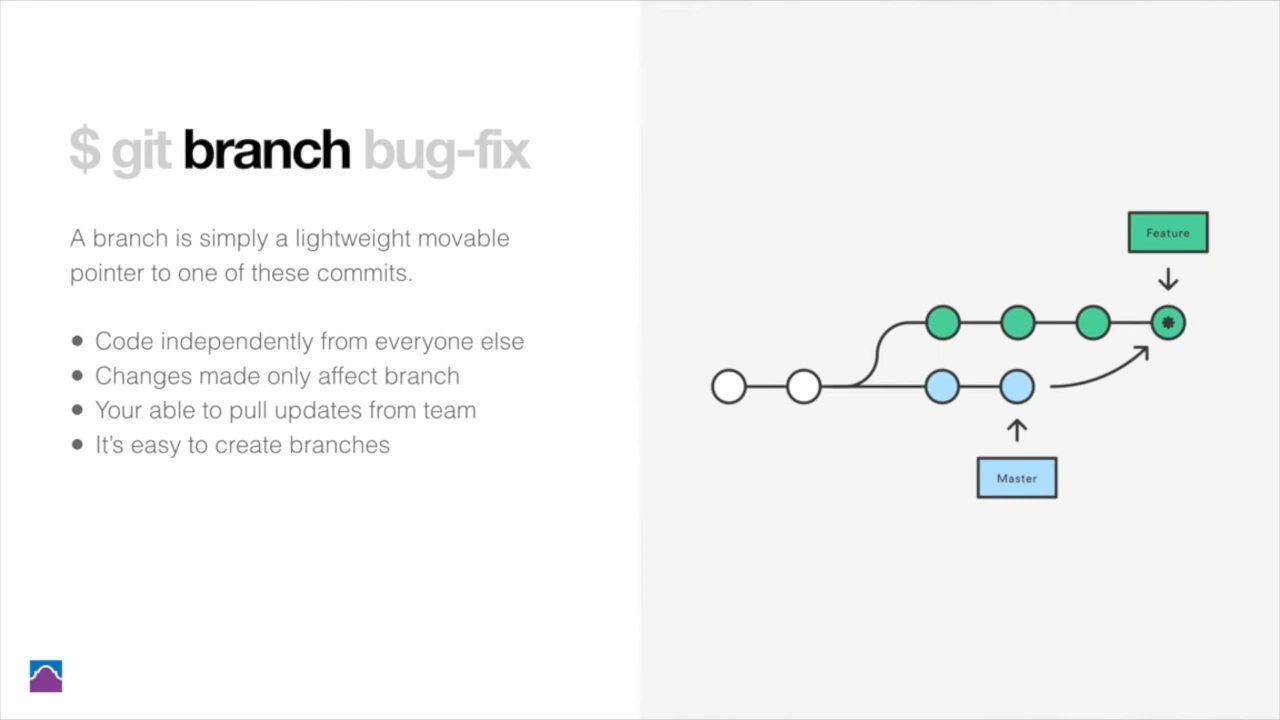 $ git branch bug-fix
A branch is simply a lightweight movable
pointer to one of these commits.
Code independently from everyone else
Changes made only affect branch
Your able to pull updates from team
It's easy to create branches
Feature
Master